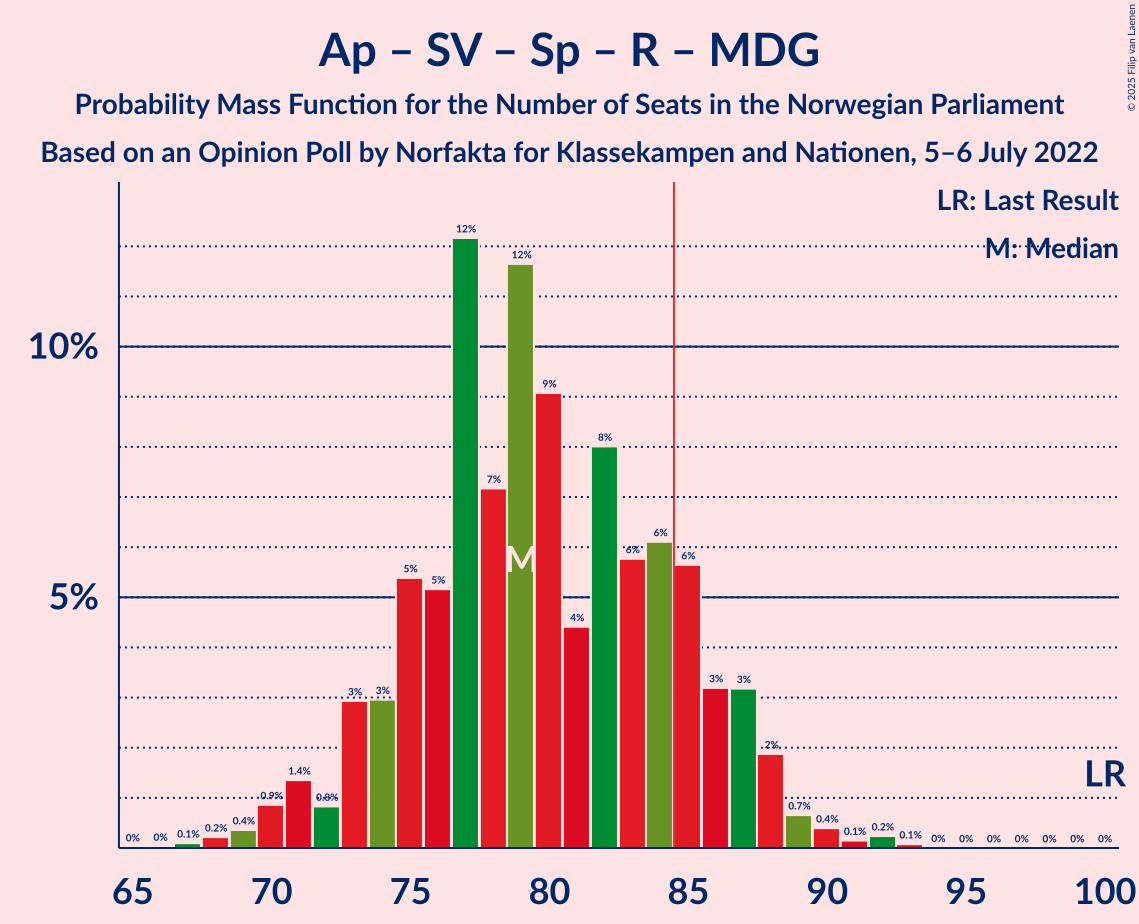 Ap – SV – Sp – R – MDG
Probability Mass Function for the Number of Seats in the Norwegian Parliament
Based on an Opinion Poll by Norfakta for Klassekampen and Nationen, 5–6 July 2022
© 2025 Filip van Laenen
LR: Last Result
M: Median
10%
5%
0% 0% 0.1% 0.2% 0.4% 0.9% 1.4% 0.8% 3% 3% 5% 5% 12% 7% 12% 9% 4% 8% 6% 6% 6% 3% 3% 2% 0.7% 0.4% 0.1% 0.2% 0.1% 0% 0% 0% 0% 0% 0% 0%
M
LR
65 70 75 80 85 90 95 100